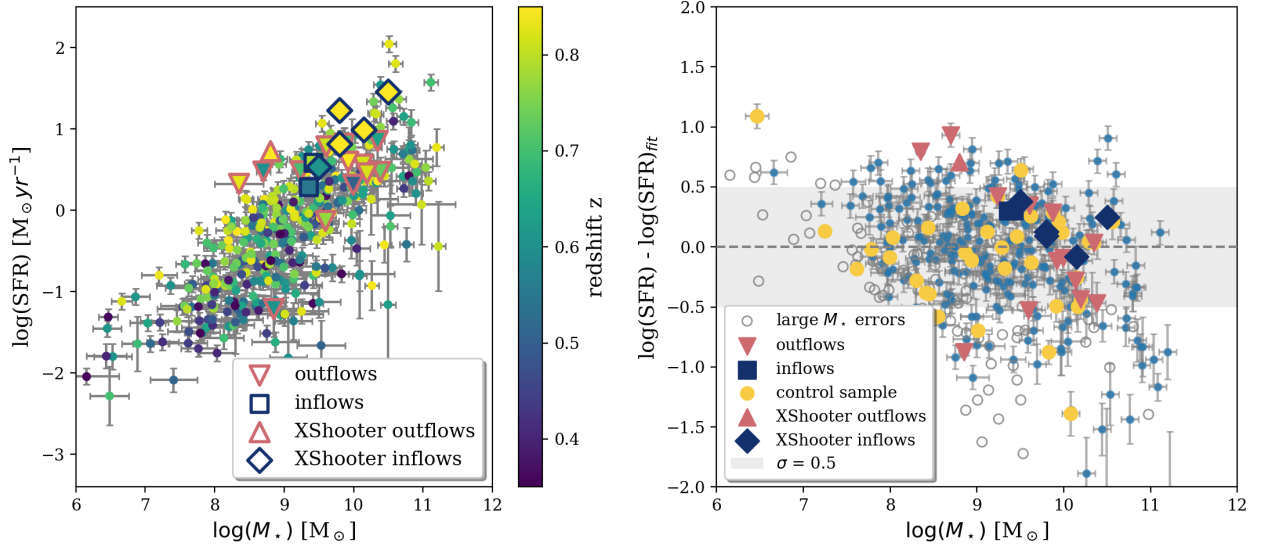 2
1
0
−1
−2
−3
log(SFR) [M⊙yr⁻¹]
6
7
8
9
10
11
12
log(M⋆) [M⊙]
outflows
inflows
XShooter outflows
XShooter inflows
0.8
0.7
0.6
0.5
0.4
redshift z
2.0
1.5
1.0
0.5
0.0
−0.5
−1.0
−1.5
−2.0
log(SFR) - log(SFR)fit
large M⋆ errors
outflows
inflows
control sample
XShooter outflows
XShooter inflows
σ = 0.5
6
7
8
9
10
11
12
log(M⋆) [M⊙]